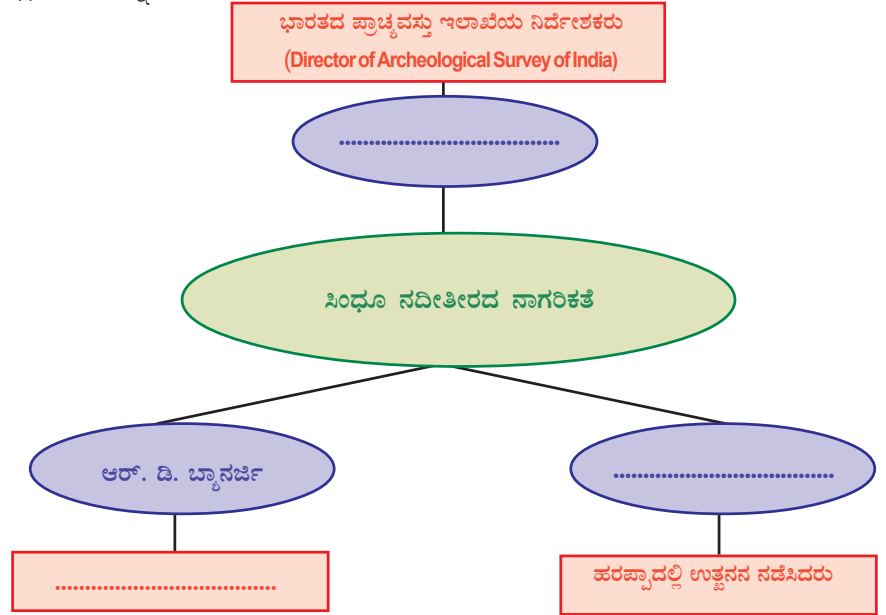 ಭಾರತದ ಪ್ರಾಚ್ಯವಸ್ತು ಇಲಾಖೆಯ ನಿರ್ದೇಶಕರು
(Director of Archeological Survey of India)
.....................................
ಸಿಂಧೂ ನದೀತೀರದ ನಾಗರಿಕತೆ
ಆರ್. ಡಿ. ಬ್ಯಾನರ್ಜಿ
.....................................
.....................................
ಹರಪ್ಪಾದಲ್ಲಿ ಉತ್ಖನನ ನಡೆಸಿದರು